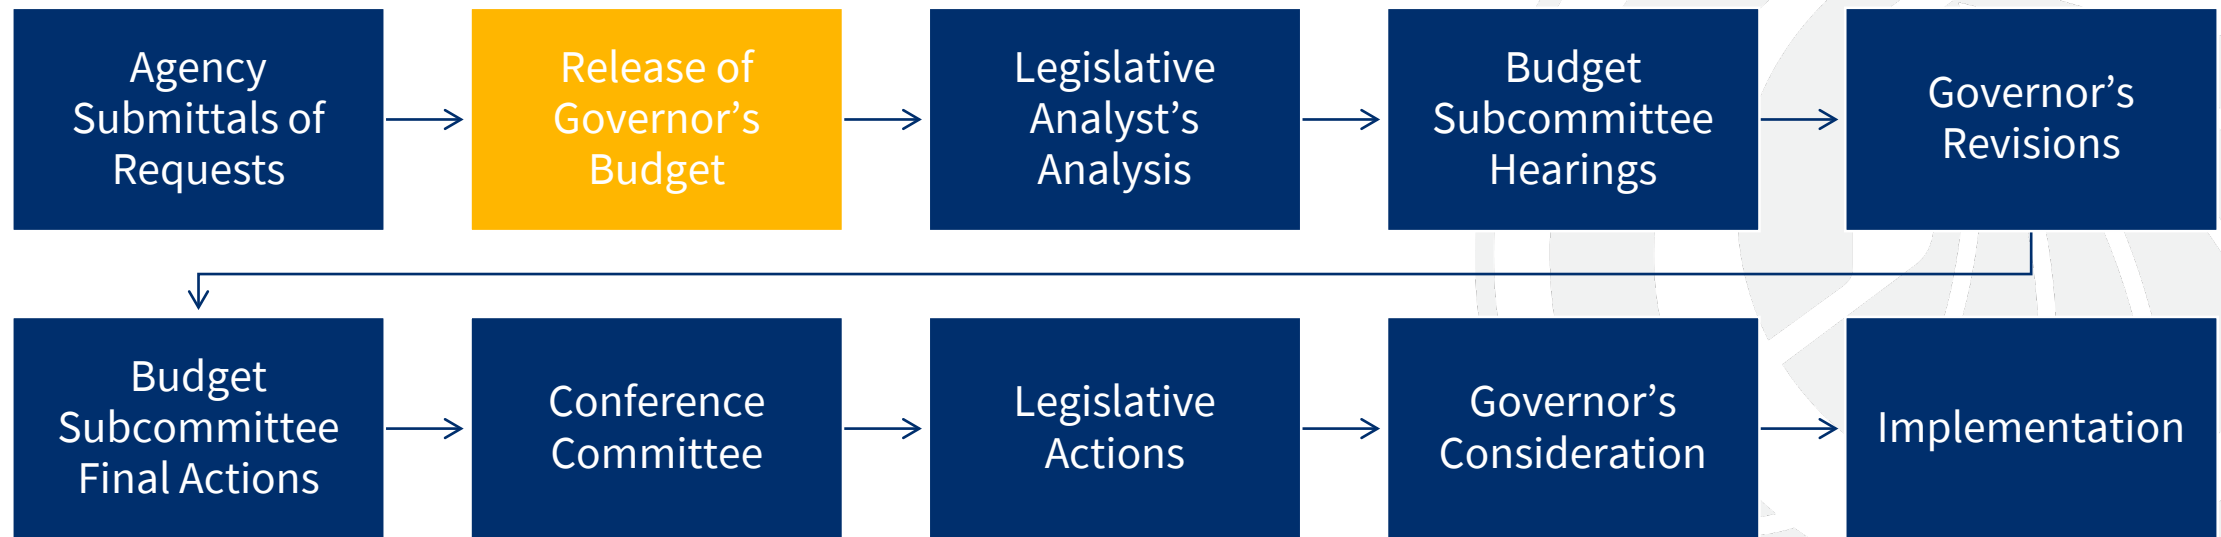 Agency
Submittals of
Requests
Release of
Governor’s
Budget
Legislative
Analyst’s
Analysis
Budget
Subcommittee
Hearings
Governor’s
Revisions
Budget
Subcommittee
Final Actions
Conference
Committee
Legislative
Actions
Governor’s
Consideration
Implementation